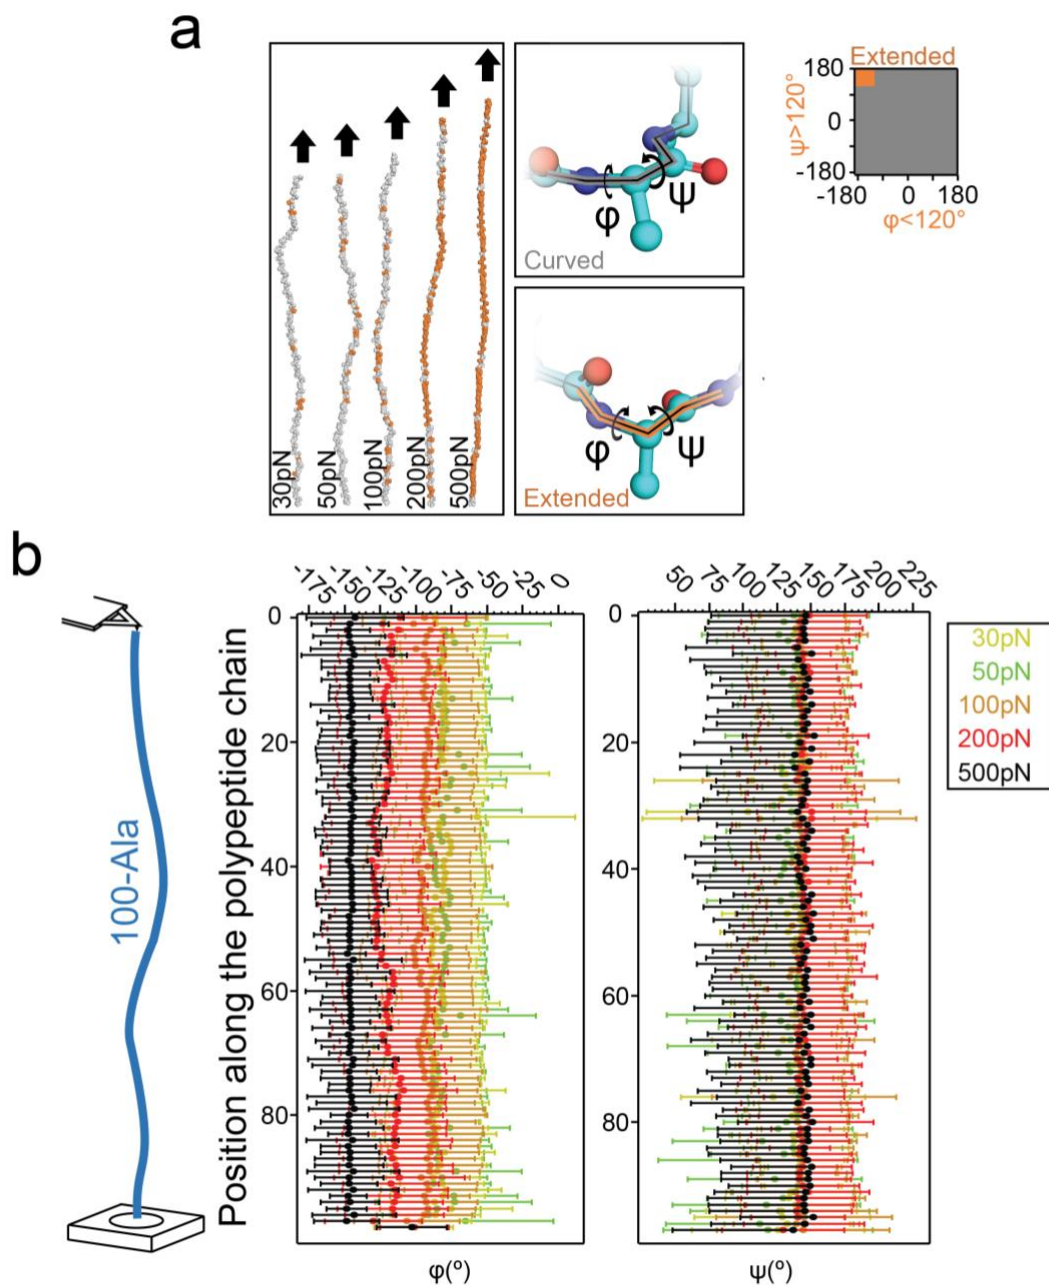 a
30pN
50pN
100pN
200pN
500pN
φ
ψ
Curved
φ
ψ
Extended
Extended
180
0
-180
ψ>120°
-180 0 180
φ<120°
b
100-Ala
Position along the polypeptide chain
-175 -150 -125 -100 -75 -50 -25 0
0
20
40
60
80
φ(º)
50 75 100 125 150 175 200 225
0
20
40
60
80
ψ(º)
30pN
50pN
100pN
200pN
500pN